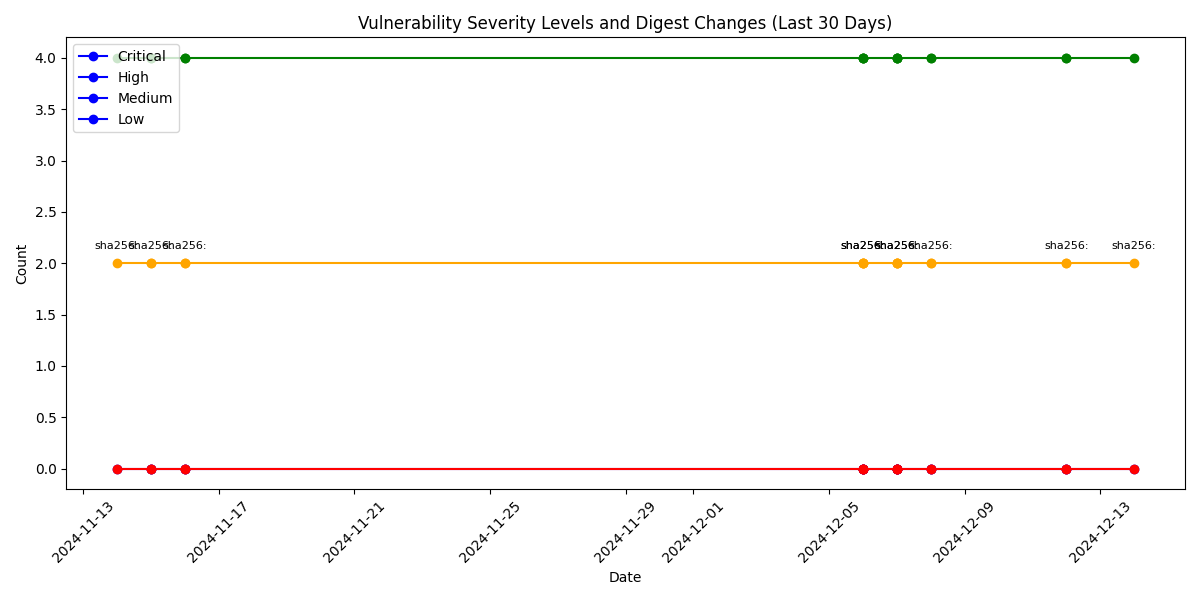 Vulnerability Severity Levels and Digest Changes (Last 30 Days)
Critical
High
Medium
Low
4.0
3.5
3.0
2.5
2.0
1.5
1.0
0.5
0.0
Count
sha256:
sha256:
sha256:
sha256:
sha256:
sha256:
sha256:
sha256:
2024-11-13
2024-11-17
2024-11-21
2024-11-25
2024-11-29
2024-12-01
2024-12-05
2024-12-09
2024-12-13
Date